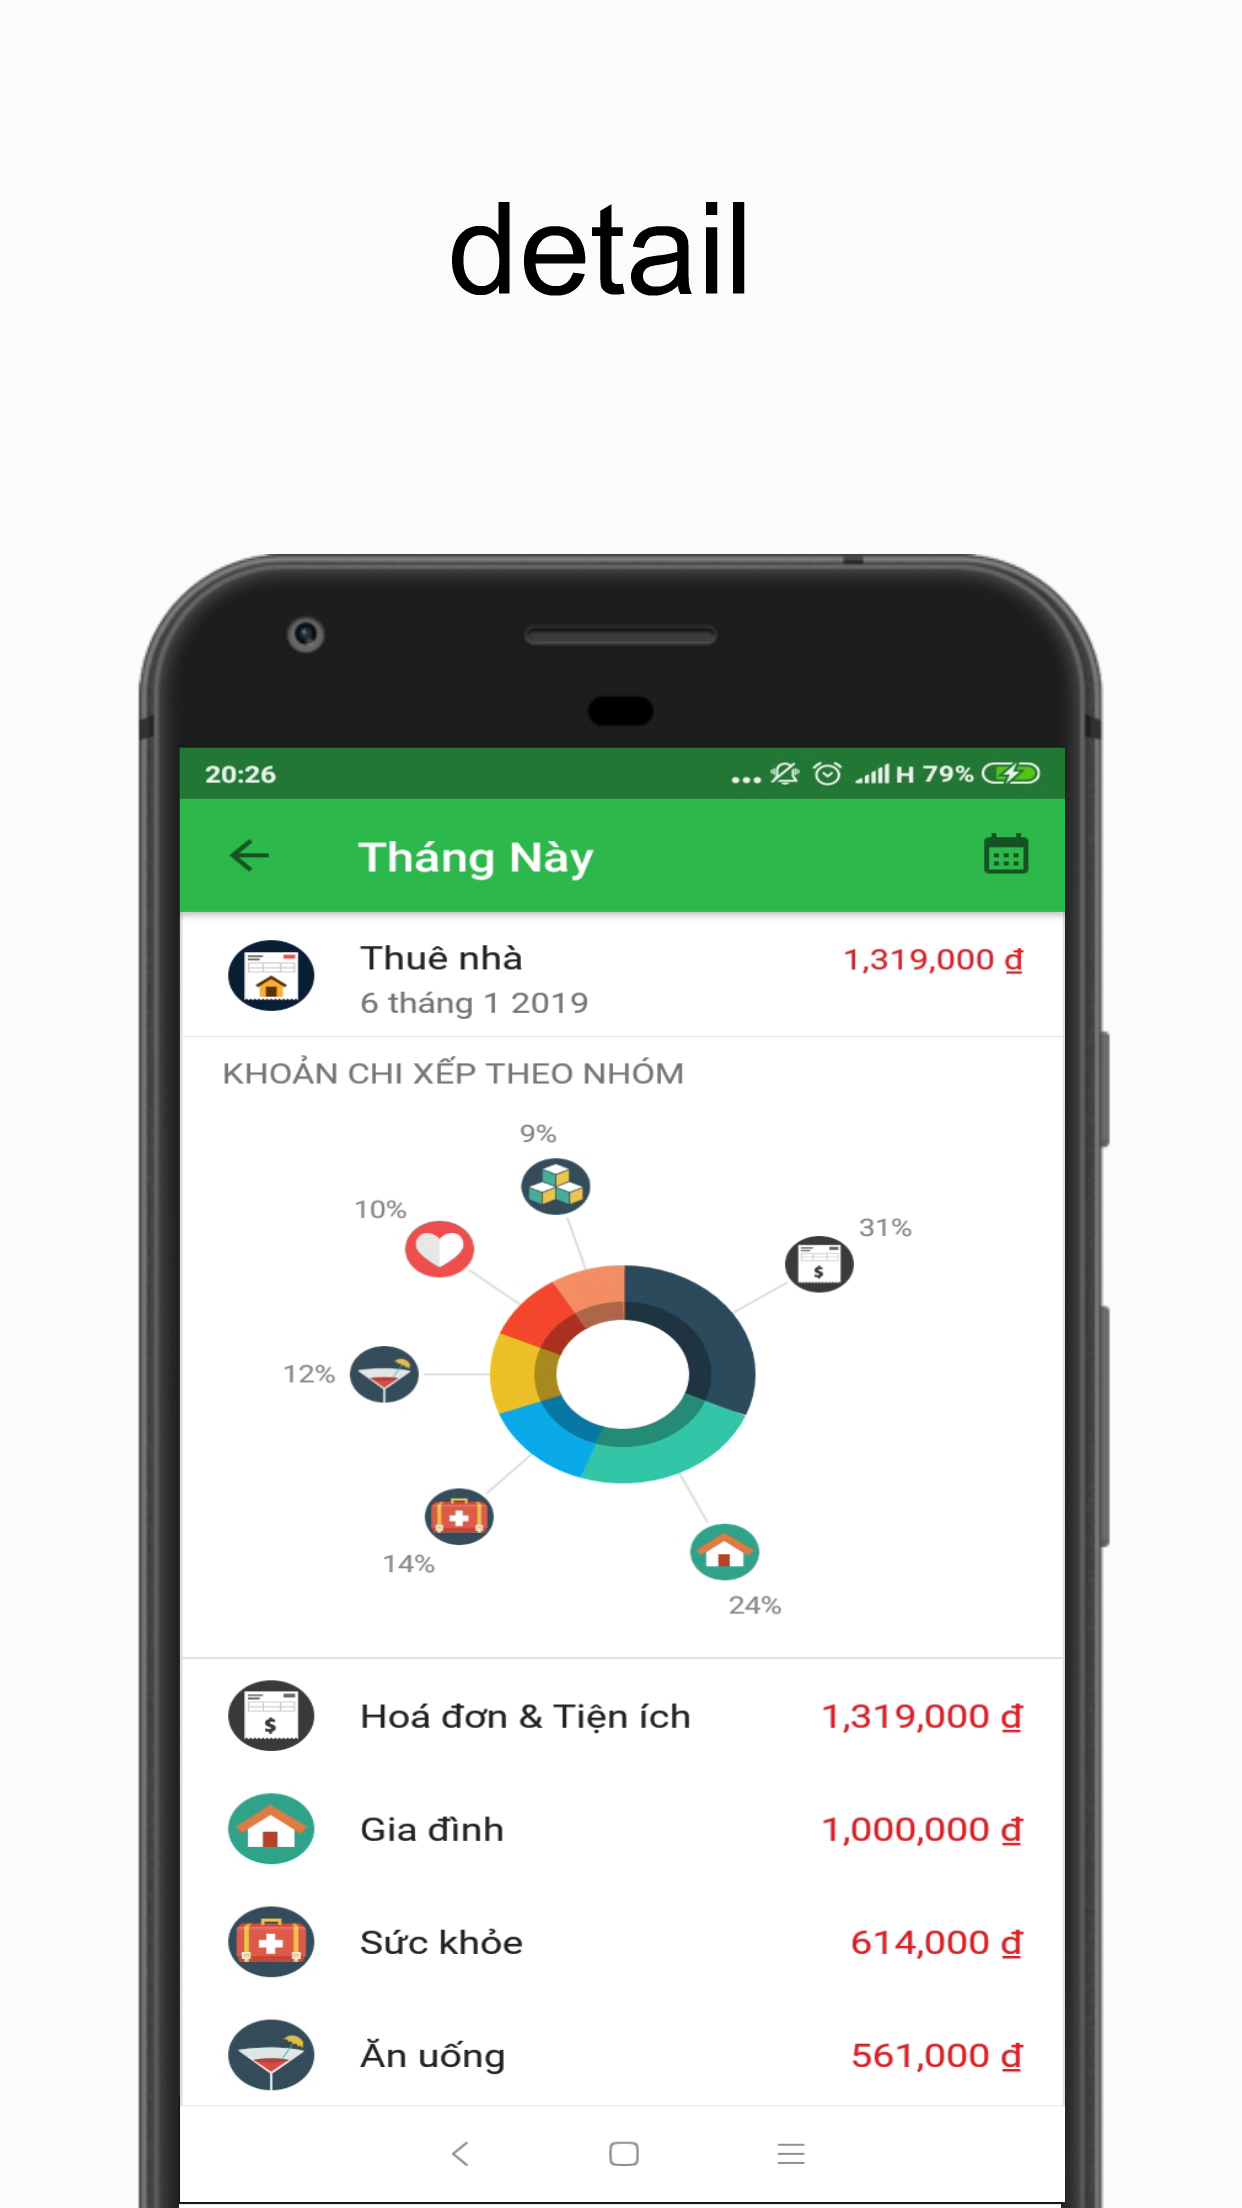 detail
20:26
... H 79%
Tháng Này
Thuê nhà
1,319,000 ₫
6 tháng 1 2019
KHOẢN CHI XẾP THEO NHÓM
9%
10%
31%
$
12%
14%
24%
$
Hoá đơn & Tiện ích
1,319,000 ₫
Gia đình
1,000,000 ₫
Sức khỏe
614,000 ₫
Ăn uống
561,000 ₫